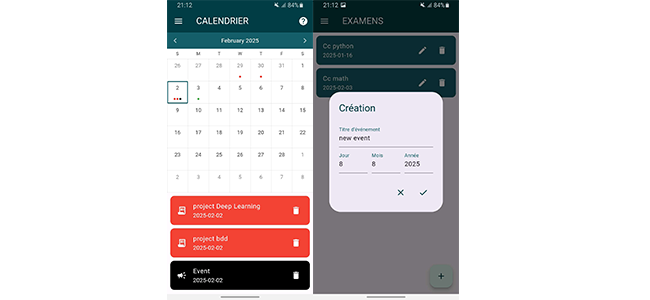 21:12
84%
CALENDRIER
?
February 2025
S M T W T F S
26 27 28 29 30 31 1
2 3 4 5 6 7 8
9 10 11 12 13 14 15
16 17 18 19 20 21 22
23 24 25 26 27 28 1
2 3 4 5 6 7 8
project Deep Learning
2025-02-02
project bdd
2025-02-02
Event
2025-02-02
21:12
84%
EXAMENS
Cc python
2025-01-16
Cc math
2025-02-03
Création
Titre d'événement
new event
Jour Mois Année
8 8 2025